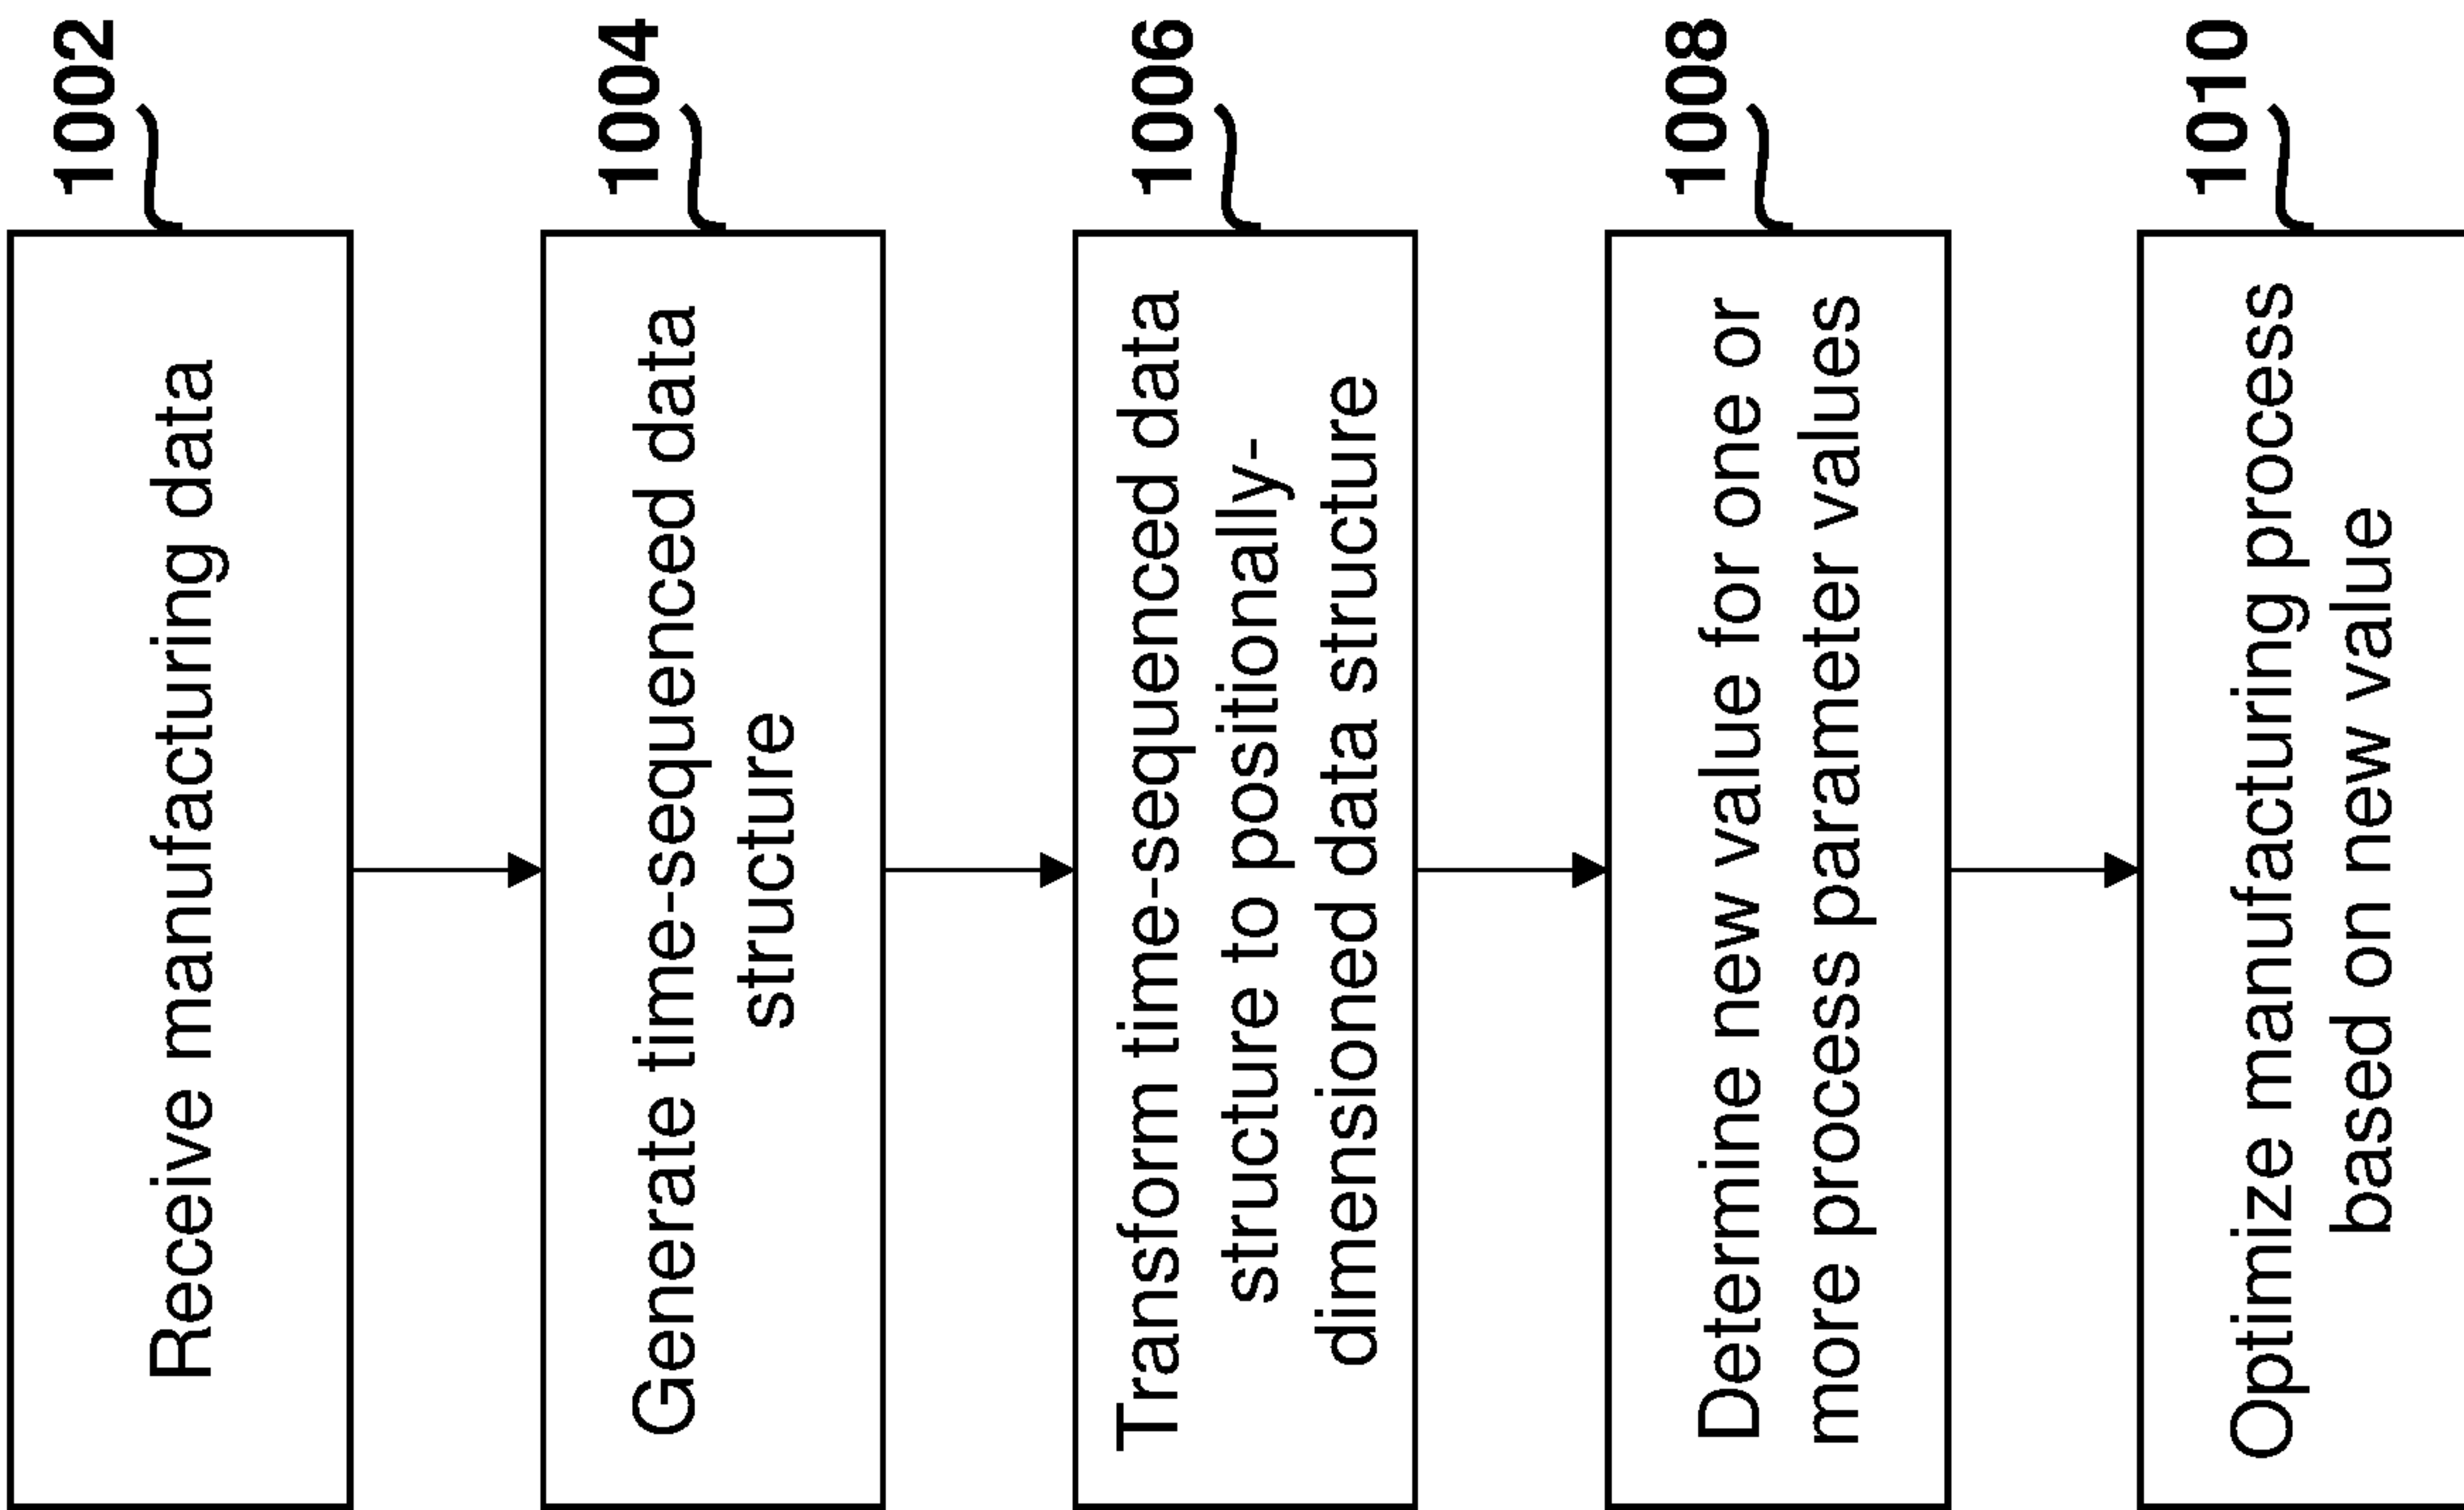 1002
Receive manufacturing data
1004
Generate time-sequenced data
structure
1006
Transform time-sequenced data
structure to positionally-
dimensioned data structure
1008
Determine new value for one or
more process parameter values
1010
Optimize manufacturing process
based on new value